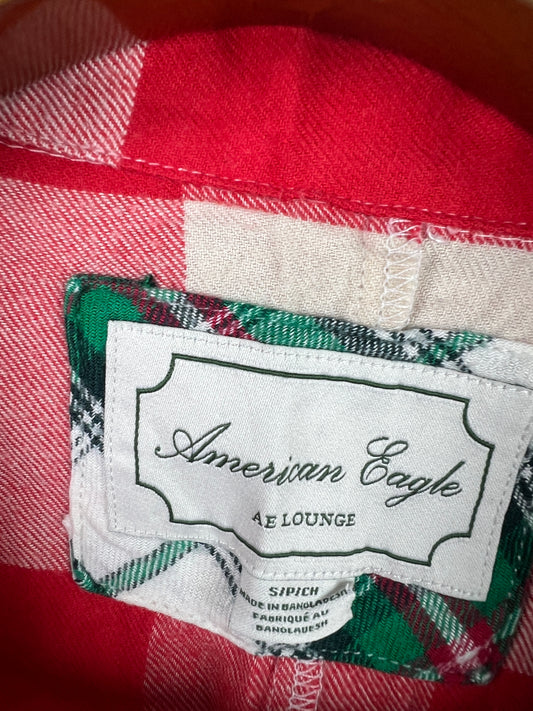 American Eagle
AE LOUNGE
S/P/CH
MADE IN BANGLADESH
FABRIQUÉ AU
BANGLADESH